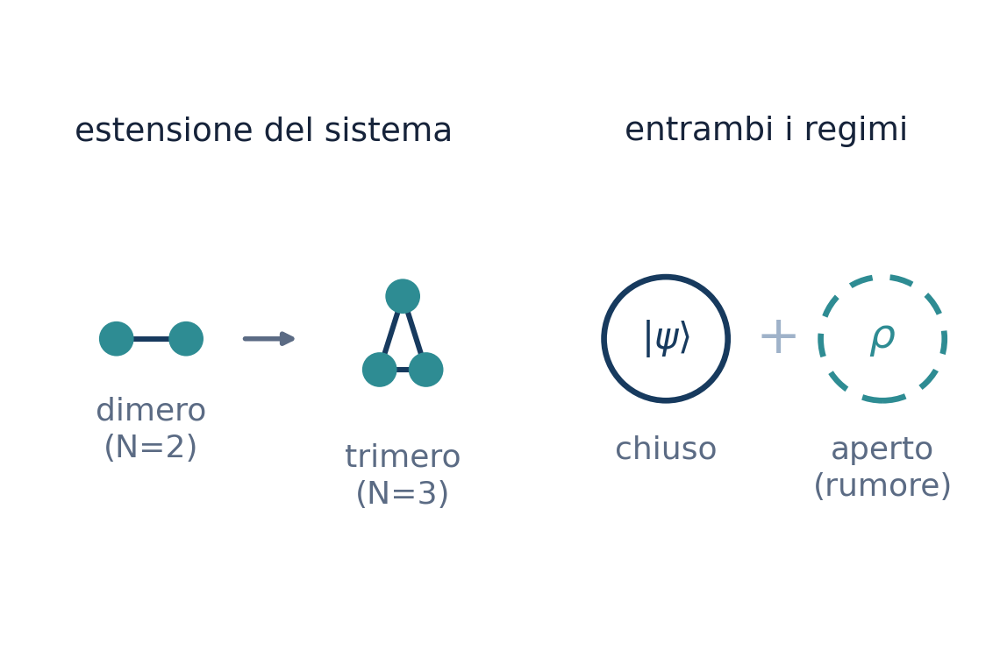 estensione del sistema
entrambi i regimi
|ψ⟩
+
ρ
dimero
(N=2)
trimero
(N=3)
chiuso
aperto
(rumore)